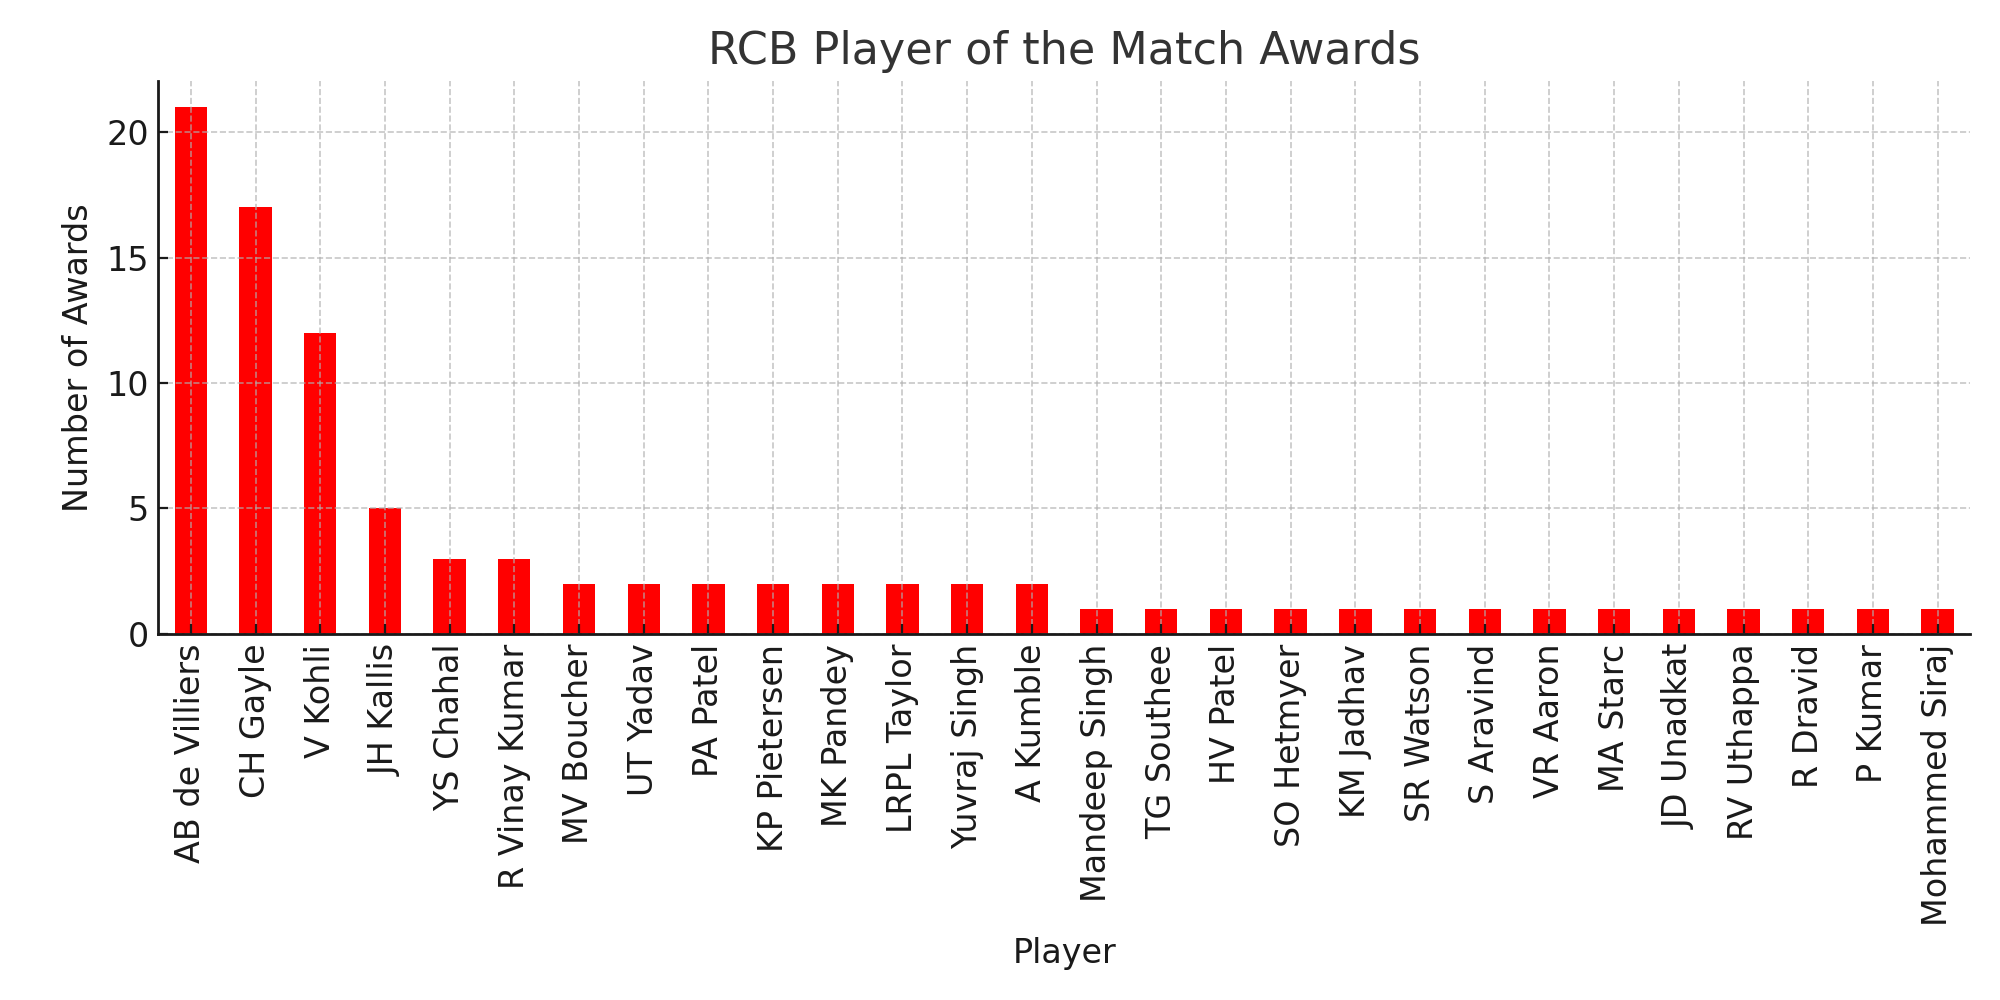 RCB Player of the Match Awards
Number of Awards
20
15
10
5
0
AB de Villiers
CH Gayle
V Kohli
JH Kallis
YS Chahal
R Vinay Kumar
MV Boucher
UT Yadav
PA Patel
KP Pietersen
MK Pandey
LRPL Taylor
Yuvraj Singh
A Kumble
Mandeep Singh
TG Southee
HV Patel
SO Hetmyer
KM Jadhav
SR Watson
S Aravind
VR Aaron
MA Starc
JD Unadkat
RV Uthappa
R Dravid
P Kumar
Mohammed Siraj
Player